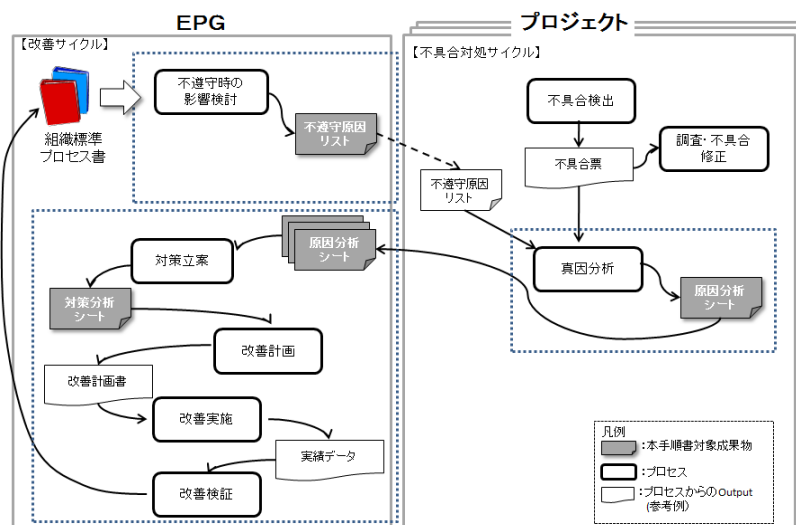 EPG
【改善サイクル】
組織標準
プロセス書
不遵守時の
影響検討
不遵守原因
リスト
原因分析
シート
対策立案
対策分析
シート
改善計画
改善計画書
改善実施
実績データ
改善検証
プロジェクト
【不具合対処サイクル】
不具合検出
不具合票
調査・不具合
修正
不遵守原因
リスト
真因分析
原因分析
シート
凡例
:本手順書対象成果物
:プロセス
:プロセスからのOutput
(参考例)